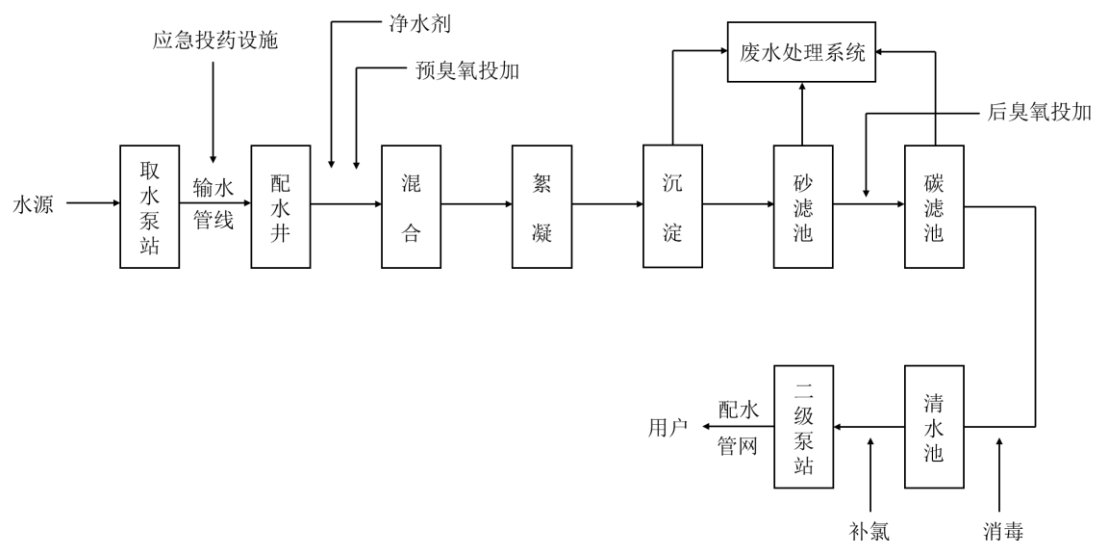 净水剂
应急投药设施
预臭氧投加
废水处理系统
后臭氧投加
水源
取水泵站
输水
管线
配水井
混合
絮凝
沉淀
砂滤池
碳滤池
用户
配水
管网
二级泵站
清水池
补氯
消毒